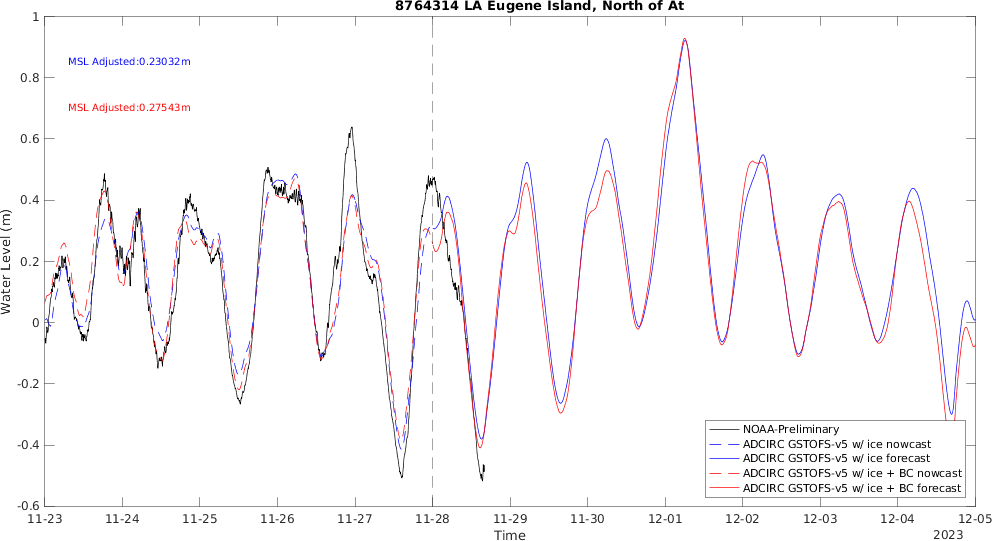 8764314 LA Eugene Island, North of At
MSL Adjusted:0.23032m
MSL Adjusted:0.27543m
Water Level (m)
1
0.8
0.6
0.4
0.2
0
-0.2
-0.4
-0.6
NOAA-Preliminary
ADCIRC GSTOFS-v5 w/ ice nowcast
ADCIRC GSTOFS-v5 w/ ice forecast
ADCIRC GSTOFS-v5 w/ ice + BC nowcast
ADCIRC GSTOFS-v5 w/ ice + BC forecast
11-23 11-24 11-25 11-26 11-27 11-28 11-29 11-30 12-01 12-02 12-03 12-04 12-05
Time
2023